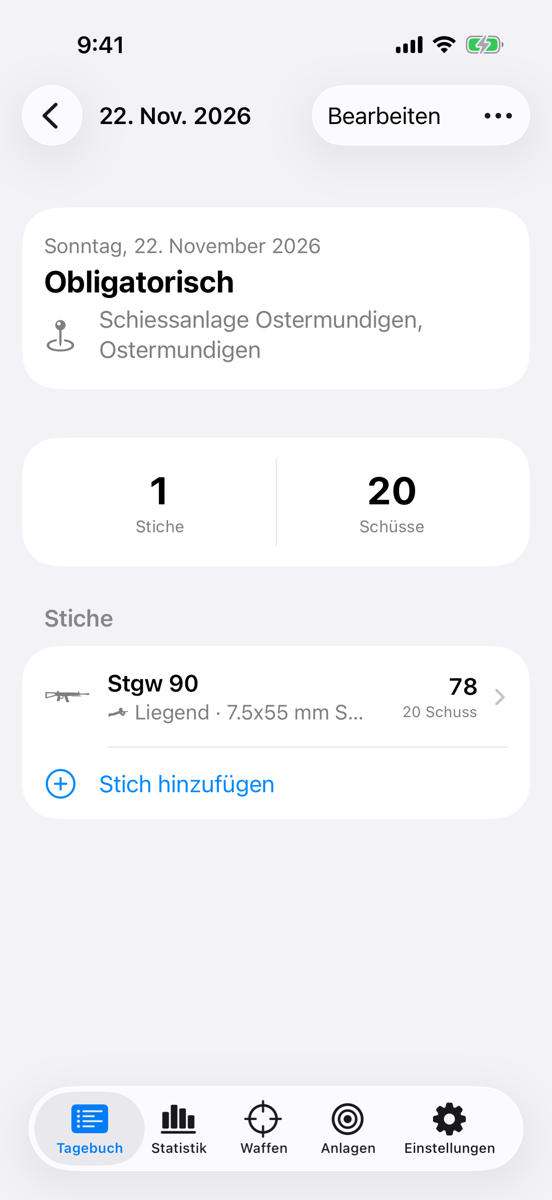 9:41
22. Nov. 2026
Bearbeiten
Sonntag, 22. November 2026
Obligatorisch
Schiessanlage Ostermundigen,
Ostermundigen
1
Stiche
20
Schüsse
Stiche
Stgw 90
Liegend · 7.5x55 mm S...
78
20 Schuss
Stich hinzufügen
Tagebuch
Statistik
Waffen
Anlagen
Einstellungen